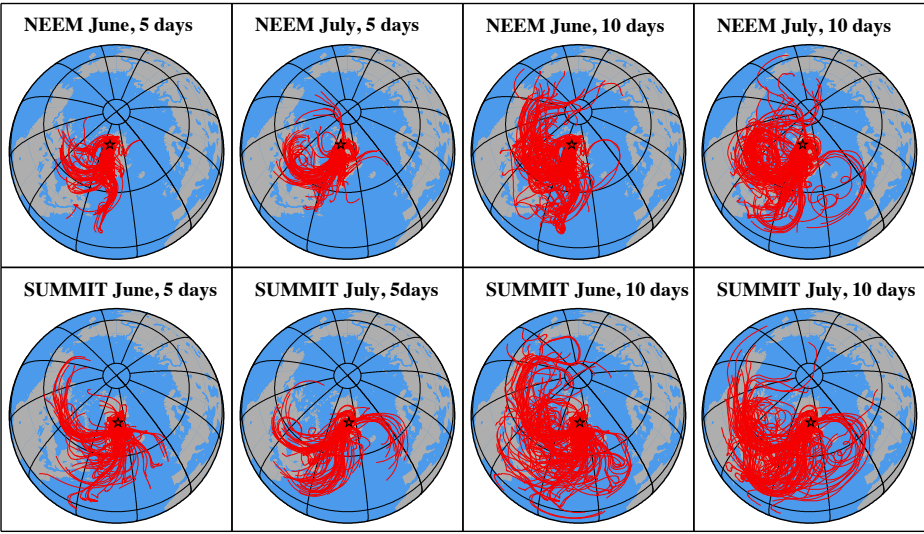 NEEM June, 5 days
NEEM July, 5 days
NEEM June, 10 days
NEEM July, 10 days
SUMMIT June, 5 days
SUMMIT July, 5days
SUMMIT June, 10 days
SUMMIT July, 10 days